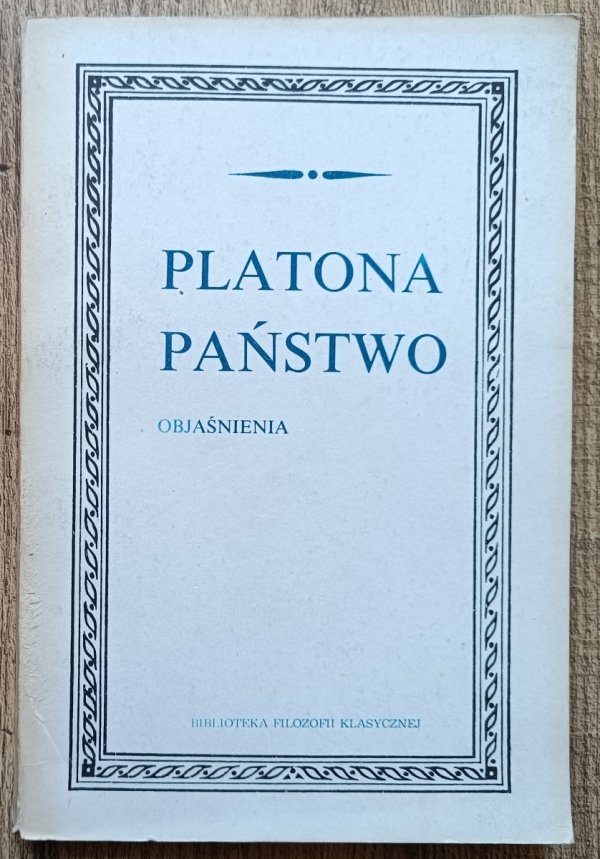 PLATONA
PAŃSTWO
OBJAŚNIENIA
BIBLIOTEKA FILOZOFII KLASYCZNEJ